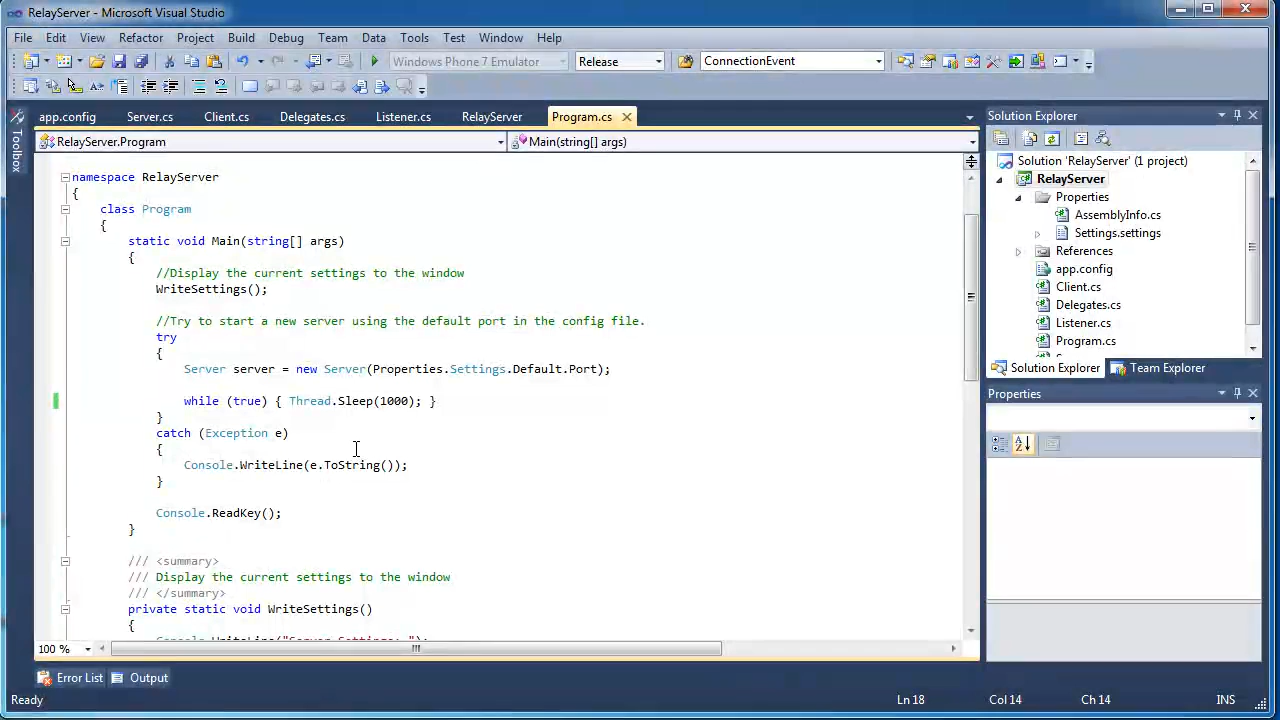 RelayServer - Microsoft Visual Studio
File Edit View Refactor Project Build Debug Team Data Tools Test Window Help
Windows Phone 7 Emulator Release ConnectionEvent
app.config Server.cs Client.cs Delegates.cs Listener.cs RelayServer Program.cs
RelayServer.Program Main(string[] args)
Toolbox
namespace RelayServer
{
class Program
{
static void Main(string[] args)
{
//Display the current settings to the window
WriteSettings();
//Try to start a new server using the default port in the config file.
try
{
Server server = new Server(Properties.Settings.Default.Port);
while (true) { Thread.Sleep(1000); }
}
catch (Exception e)
{
Console.WriteLine(e.ToString());
}
Console.ReadKey();
}
/// <summary>
/// Display the current settings to the window
/// </summary>
private static void WriteSettings()
{
Console.WriteLine("Server Settings: ");
100 %
Solution Explorer
Solution 'RelayServer' (1 project)
RelayServer
Properties
AssemblyInfo.cs
Settings.settings
References
app.config
Client.cs
Delegates.cs
Listener.cs
Program.cs
Solution Explorer Team Explorer
Properties
Error List Output
Ready Ln 18 Col 14 Ch 14 INS